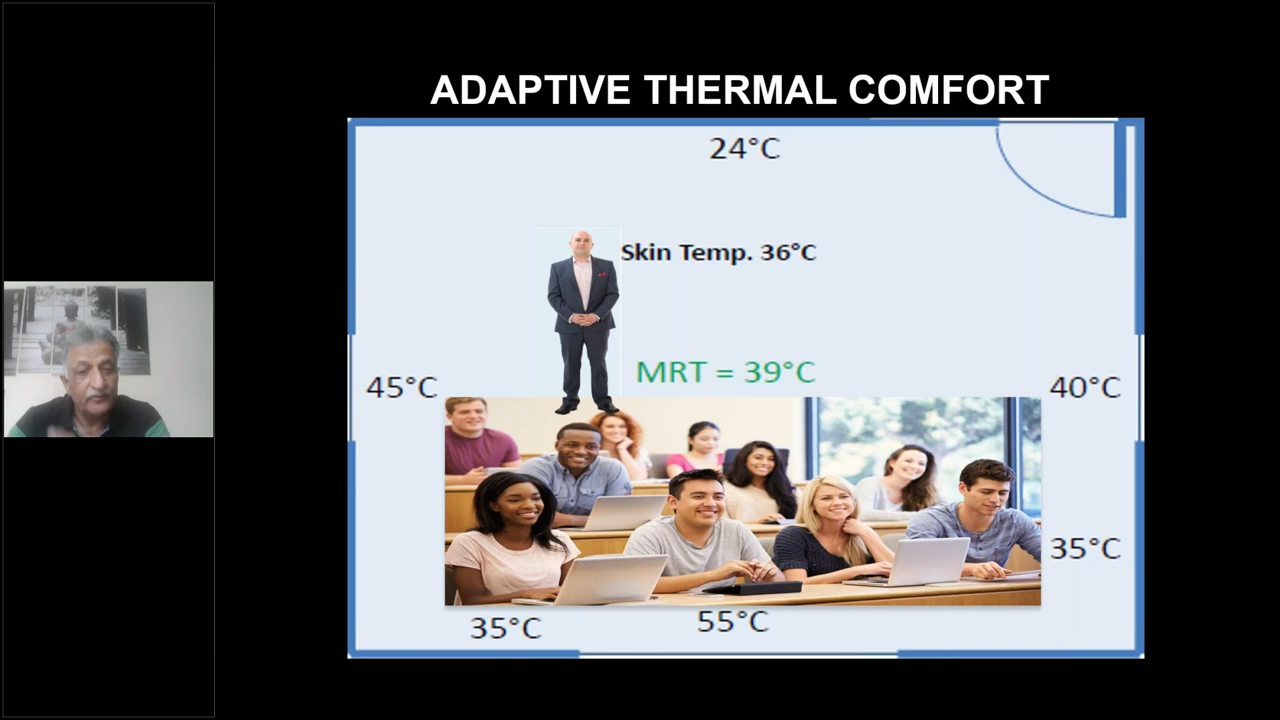 ADAPTIVE THERMAL COMFORT
24°C
Skin Temp. 36°C
MRT = 39°C
45°C
40°C
35°C
35°C
55°C